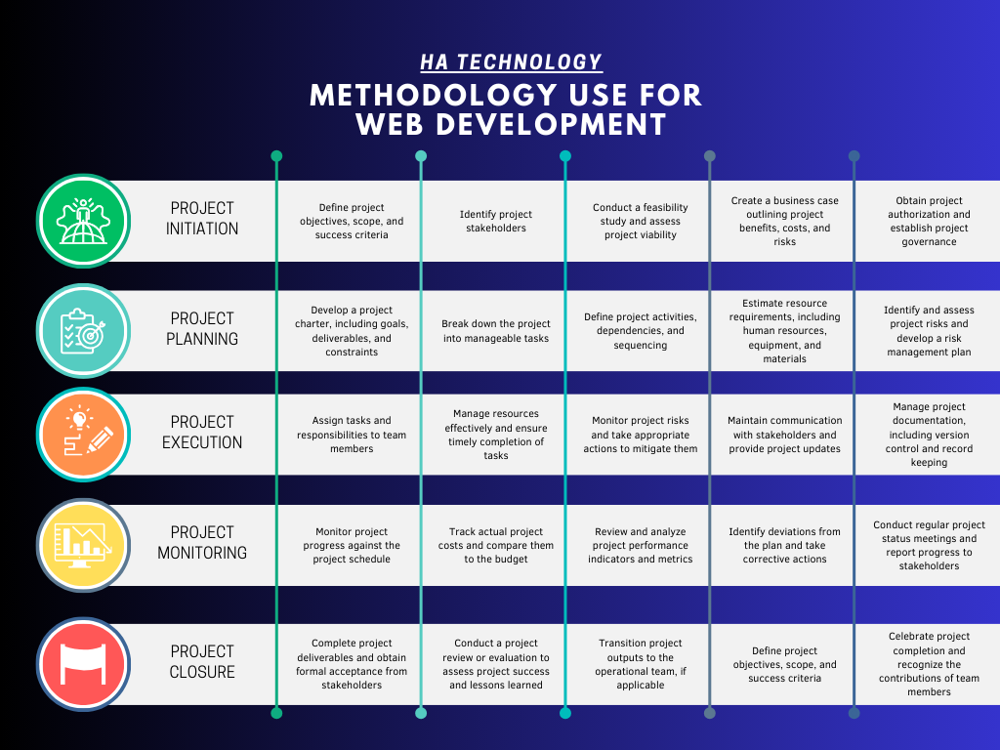 HA TECHNOLOGY
METHODOLOGY USE FOR
WEB DEVELOPMENT
PROJECT
INITIATION
Define project
objectives, scope, and
success criteria
Identify project
stakeholders
Conduct a feasibility
study and assess
project viability
Create a business case
outlining project
benefits, costs, and
risks
Obtain project
authorization and
establish project
governance
PROJECT
PLANNING
Develop a project
charter, including goals,
deliverables, and
constraints
Break down the project
into manageable tasks
Define project activities,
dependencies, and
sequencing
Estimate resource
requirements, including
human resources,
equipment, and
materials
Identify and assess
project risks and
develop a risk
management plan
PROJECT
EXECUTION
Assign tasks and
responsibilities to team
members
Manage resources
effectively and ensure
timely completion of
tasks
Monitor project risks
and take appropriate
actions to mitigate them
Maintain communication
with stakeholders and
provide project updates
Manage project
documentation,
including version
control and record
keeping
PROJECT
MONITORING
Monitor project
progress against the
project schedule
Track actual project
costs and compare them
to the budget
Review and analyze
project performance
indicators and metrics
Identify deviations from
the plan and take
corrective actions
Conduct regular project
status meetings and
report progress to
stakeholders
PROJECT
CLOSURE
Complete project
deliverables and obtain
formal acceptance from
stakeholders
Conduct a project
review or evaluation to
assess project success
and lessons learned
Transition project
outputs to the
operational team, if
applicable
Define project
objectives, scope, and
success criteria
Celebrate project
completion and
recognize the
contributions of team
members